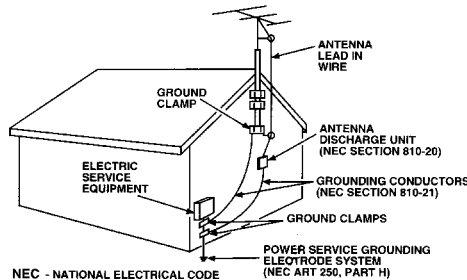 ANTENNA
LEAD IN
WIRE
GROUND
CLAMP
ANTENNA
DISCHARGE UNIT
(NEC SECTION 810-20)
ELECTRIC
SERVICE
EQUIPMENT
GROUNDING CONDUCTORS
(NEC SECTION 810-21)
GROUND CLAMPS
POWER SERVICE GROUNDING
ELECTRODE SYSTEM
(NEC ART 250, PART H)
NEC - NATIONAL ELECTRICAL CODE